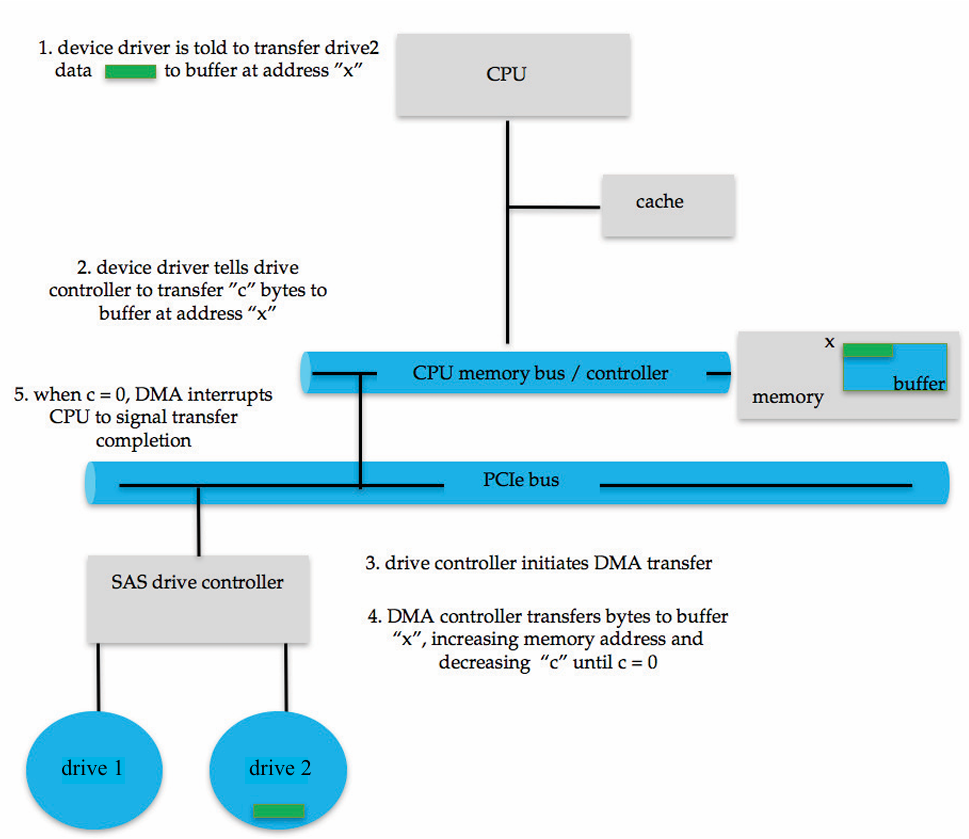 1. device driver is told to transfer drive2
data to buffer at address ”x”
CPU
cache
2. device driver tells drive
controller to transfer ”c” bytes to
buffer at address “x”
x
buffer
memory
CPU memory bus / controller
5. when c = 0, DMA interrupts
CPU to signal transfer
completion
PCIe bus
SAS drive controller
3. drive controller initiates DMA transfer
4. DMA controller transfers bytes to buffer
“x”, increasing memory address and
decreasing “c” until c = 0
drive 1
drive 2